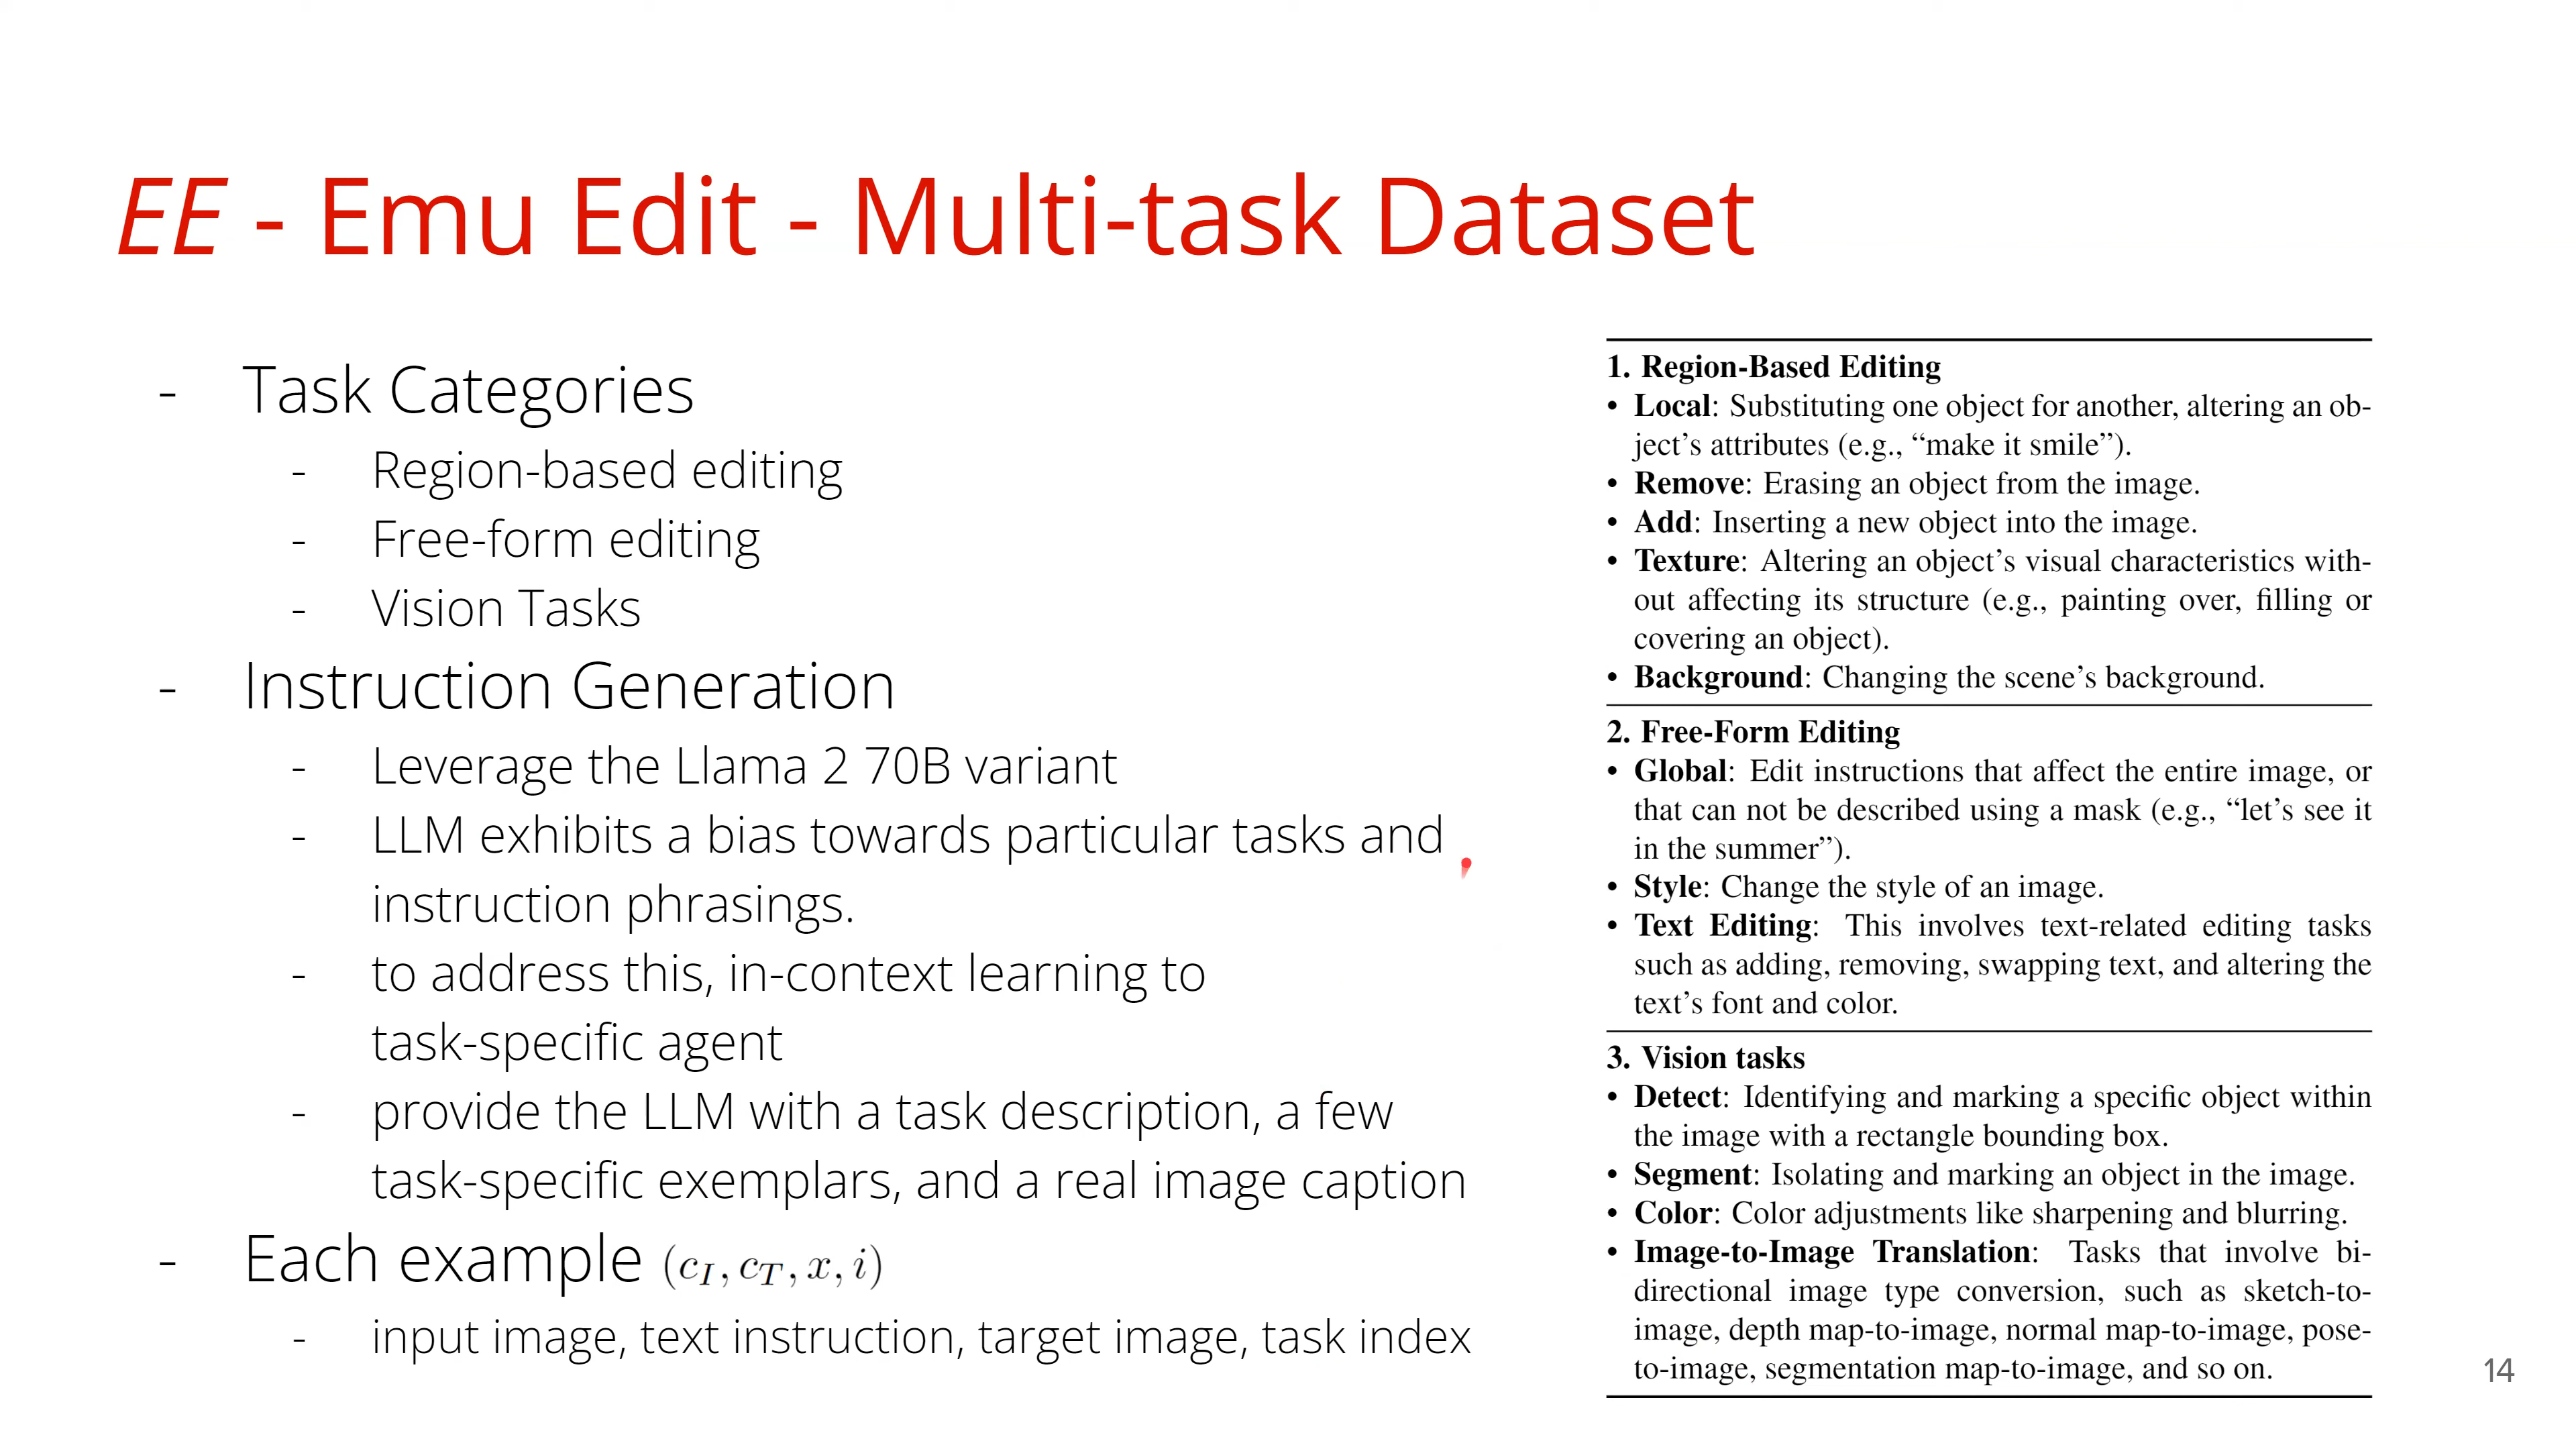 EE - Emu Edit - Multi-task Dataset
- Task Categories
- Region-based editing
- Free-form editing
- Vision Tasks
- Instruction Generation
- Leverage the Llama 2 70B variant
- LLM exhibits a bias towards particular tasks and
instruction phrasings.
- to address this, in-context learning to
task-specific agent
- provide the LLM with a task description, a few
task-specific exemplars, and a real image caption
- Each example (c_I, c_T, x, i)
- input image, text instruction, target image, task index
1. Region-Based Editing
• Local: Substituting one object for another, altering an ob-
ject's attributes (e.g., “make it smile”).
• Remove: Erasing an object from the image.
• Add: Inserting a new object into the image.
• Texture: Altering an object's visual characteristics with-
out affecting its structure (e.g., painting over, filling or
covering an object).
• Background: Changing the scene's background.
2. Free-Form Editing
• Global: Edit instructions that affect the entire image, or
that can not be described using a mask (e.g., “let's see it
in the summer”).
• Style: Change the style of an image.
• Text Editing: This involves text-related editing tasks
such as adding, removing, swapping text, and altering the
text's font and color.
3. Vision tasks
• Detect: Identifying and marking a specific object within
the image with a rectangle bounding box.
• Segment: Isolating and marking an object in the image.
• Color: Color adjustments like sharpening and blurring.
• Image-to-Image Translation: Tasks that involve bi-
directional image type conversion, such as sketch-to-
image, depth map-to-image, normal map-to-image, pose-
to-image, segmentation map-to-image, and so on.
14